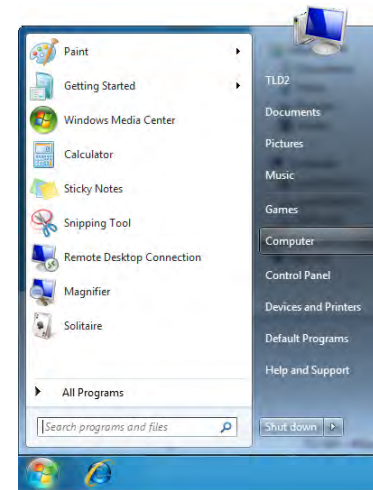 Paint
Getting Started
Windows Media Center
Calculator
Sticky Notes
Snipping Tool
Remote Desktop Connection
Magnifier
Solitaire
All Programs
Search programs and files
TLD2
Documents
Pictures
Music
Games
Computer
Control Panel
Devices and Printers
Default Programs
Help and Support
Shut down